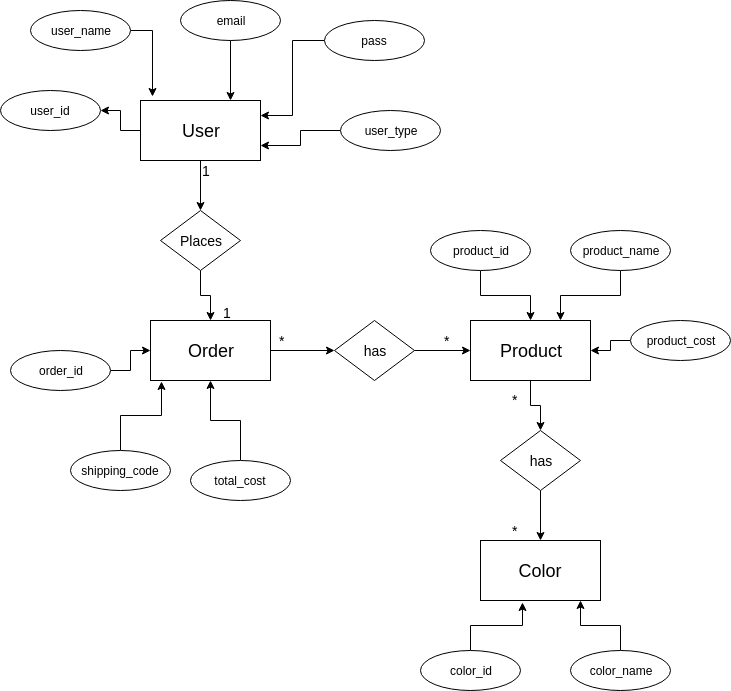 email
user_name
pass
user_id
user_type
User
1
Places
product_id
product_name
1
Order
*
has
*
Product
product_cost
order_id
*
shipping_code
total_cost
has
*
Color
color_id
color_name